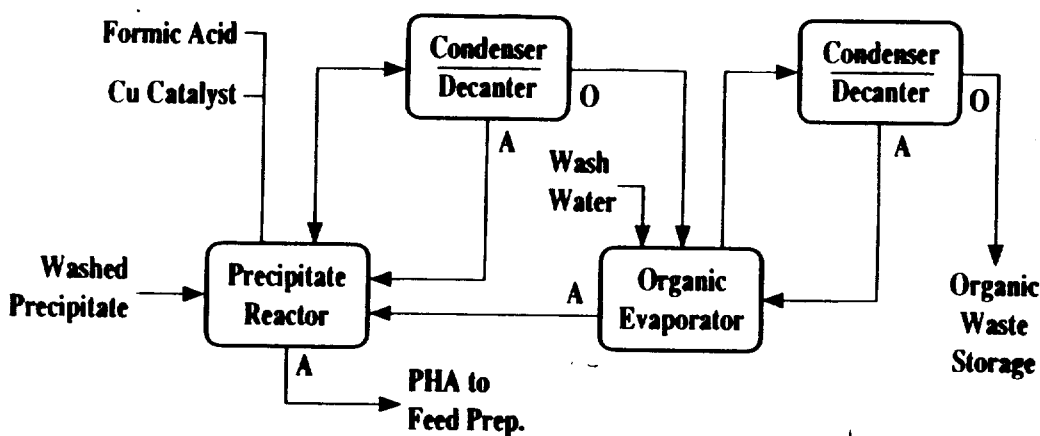 Formic Acid
Cu Catalyst
Condenser
Decanter
O
A
Condenser
Decanter
O
A
Wash
Water
Washed
Precipitate
Precipitate
Reactor
A
Organic
Evaporator
Organic
Waste
Storage
A
PHA to
Feed Prep.